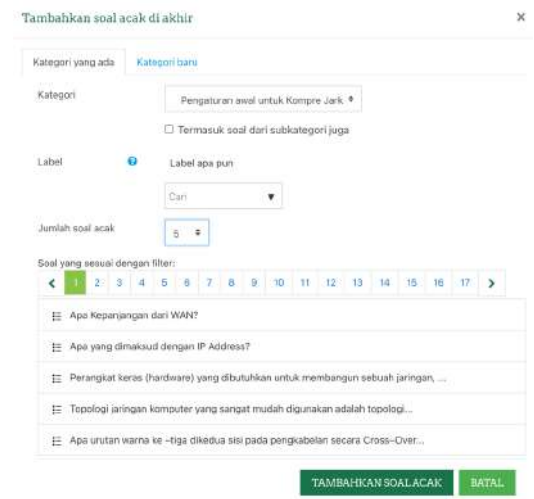 Tambahkan soal acak di akhir
×
Kategori yang ada Kategori baru
Kategori Pengaturan awal untuk Kompre Jark
Termasuk soal dari subkategori juga
Label ? Label apa pun
Cari ▼
Jumlah soal acak 5
Soal yang sesuai dengan filter:
1 2 3 4 5 6 7 8 9 10 11 12 13 14 15 16 17
Apa Kepanjangan dari WAN?
Apa yang dimaksud dengan IP Address?
Perangkat keras (hardware) yang dibutuhkan untuk membangun sebuah jaringan, ...
Topologi jaringan komputer yang sangat mudah digunakan adalah topologi...
Apa urutan warna ke -tiga dikedua sisi pada pengkabelan secara Cross-Over...
TAMBAHKAN SOAL ACAK BATAL